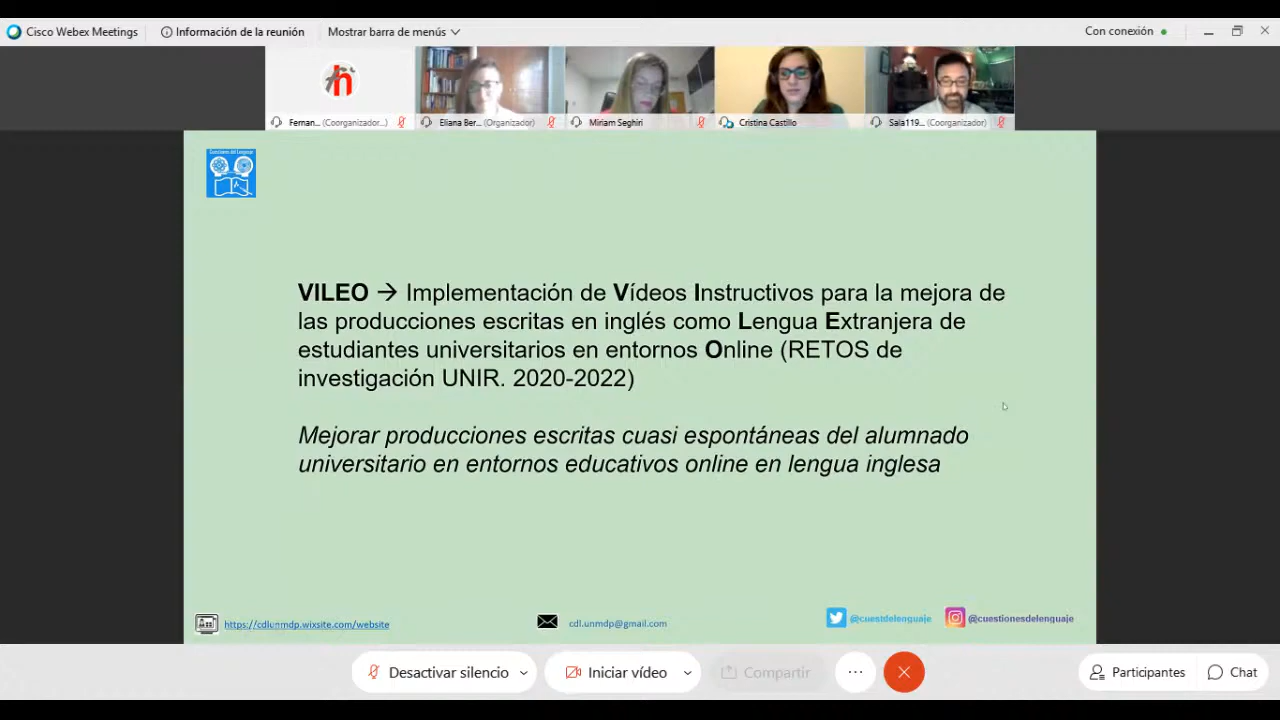 Cisco Webex Meetings
Información de la reunión
Mostrar barra de menús
Con conexión
h
Fernan... (Coorganizador...)
Eliana Ber... (Organizador)
Miriam Seghiri
Cristina Castillo
Sala119... (Coorganizador)
Cuestiones del Lenguaje
VILEO → Implementación de Vídeos Instructivos para la mejora de
las producciones escritas en inglés como Lengua Extranjera de
estudiantes universitarios en entornos Online (RETOS de
investigación UNIR. 2020-2022)
Mejorar producciones escritas cuasi espontáneas del alumnado
universitario en entornos educativos online en lengua inglesa
https://cdlunmdp.wixsite.com/website
cdl.unmdp@gmail.com
@cuestdelenguaje
@cuestionesdelenguaje
Desactivar silencio
Iniciar vídeo
Compartir
Participantes
Chat